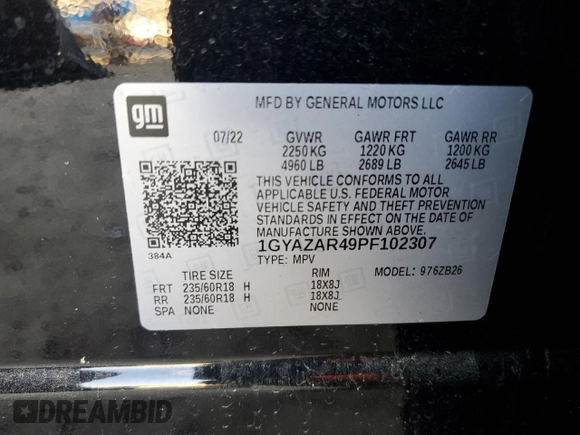 gm
MFD BY GENERAL MOTORS LLC
07/22 GVWR GAWR FRT GAWR RR
2250 KG 1220 KG 1200 KG
4960 LB 2689 LB 2645 LB
THIS VEHICLE CONFORMS TO ALL
APPLICABLE U.S. FEDERAL MOTOR
VEHICLE SAFETY AND THEFT PREVENTION
STANDARDS IN EFFECT ON THE DATE OF
MANUFACTURE SHOWN ABOVE.
384A
1GYAZAR49PF102307
TYPE: MPV MODEL: 976ZB26
TIRE SIZE RIM
FRT 235/60R18 H 18X8J
RR 235/60R18 H 18X8J
SPA NONE NONE
DREAMBID